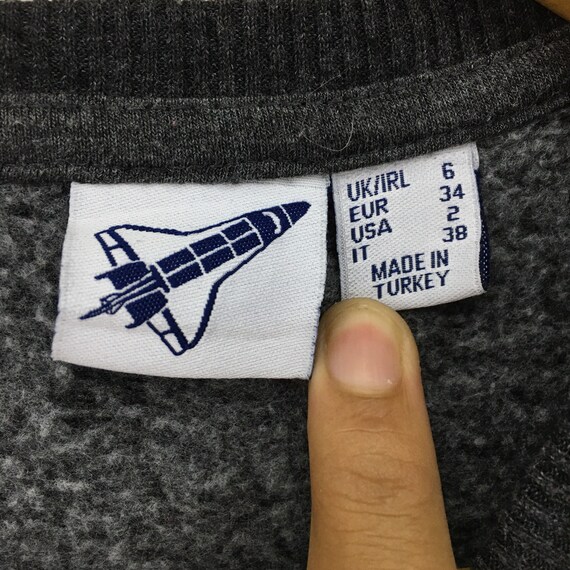 UK/IRL 6
EUR 34
USA 2
IT 38
MADE IN
TURKEY